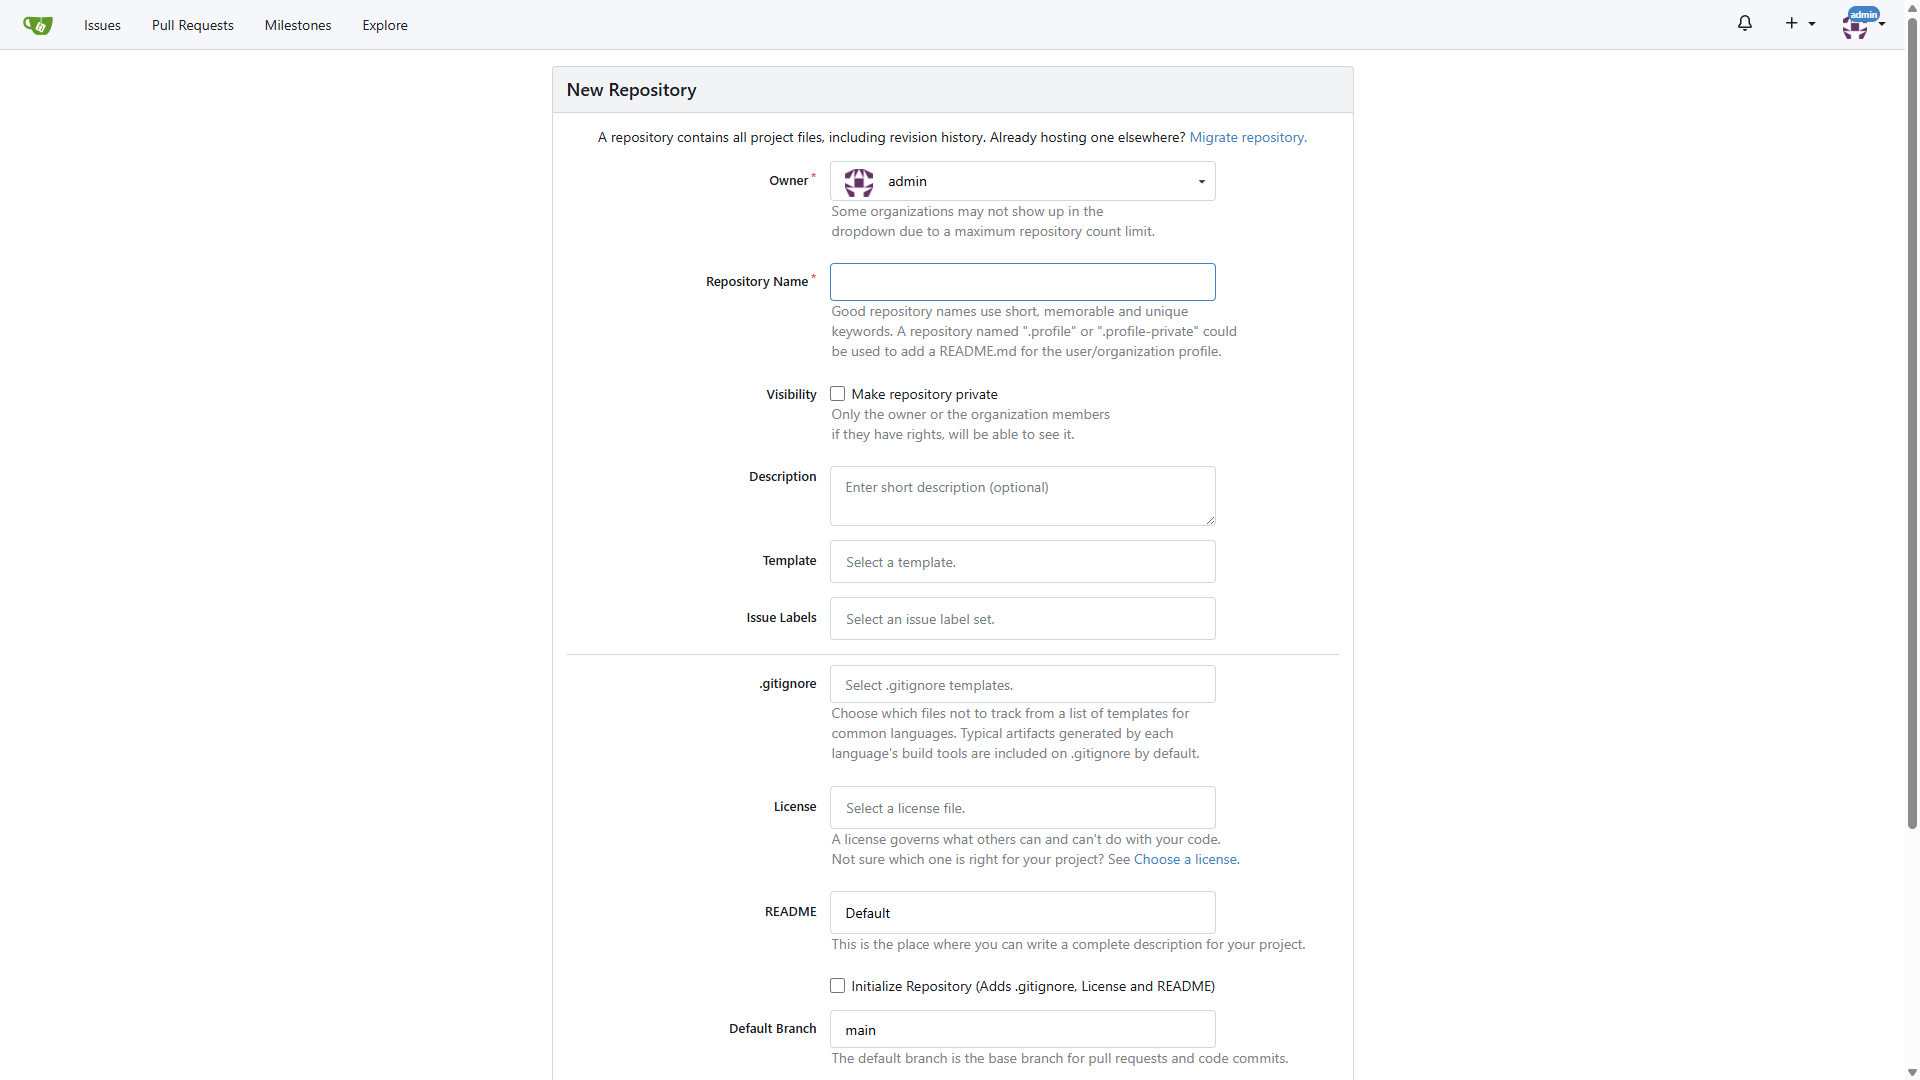 Issues Pull Requests Milestones Explore admin
New Repository
A repository contains all project files, including revision history. Already hosting one elsewhere? Migrate repository.
Owner* admin
Some organizations may not show up in the
dropdown due to a maximum repository count limit.
Repository Name*
Good repository names use short, memorable and unique
keywords. A repository named ".profile" or ".profile-private" could
be used to add a README.md for the user/organization profile.
Visibility Make repository private
Only the owner or the organization members
if they have rights, will be able to see it.
Description Enter short description (optional)
Template Select a template.
Issue Labels Select an issue label set.
.gitignore Select .gitignore templates.
Choose which files not to track from a list of templates for
common languages. Typical artifacts generated by each
language's build tools are included on .gitignore by default.
License Select a license file.
A license governs what others can and can't do with your code.
Not sure which one is right for your project? See Choose a license.
README Default
This is the place where you can write a complete description for your project.
Initialize Repository (Adds .gitignore, License and README)
Default Branch main
The default branch is the base branch for pull requests and code commits.